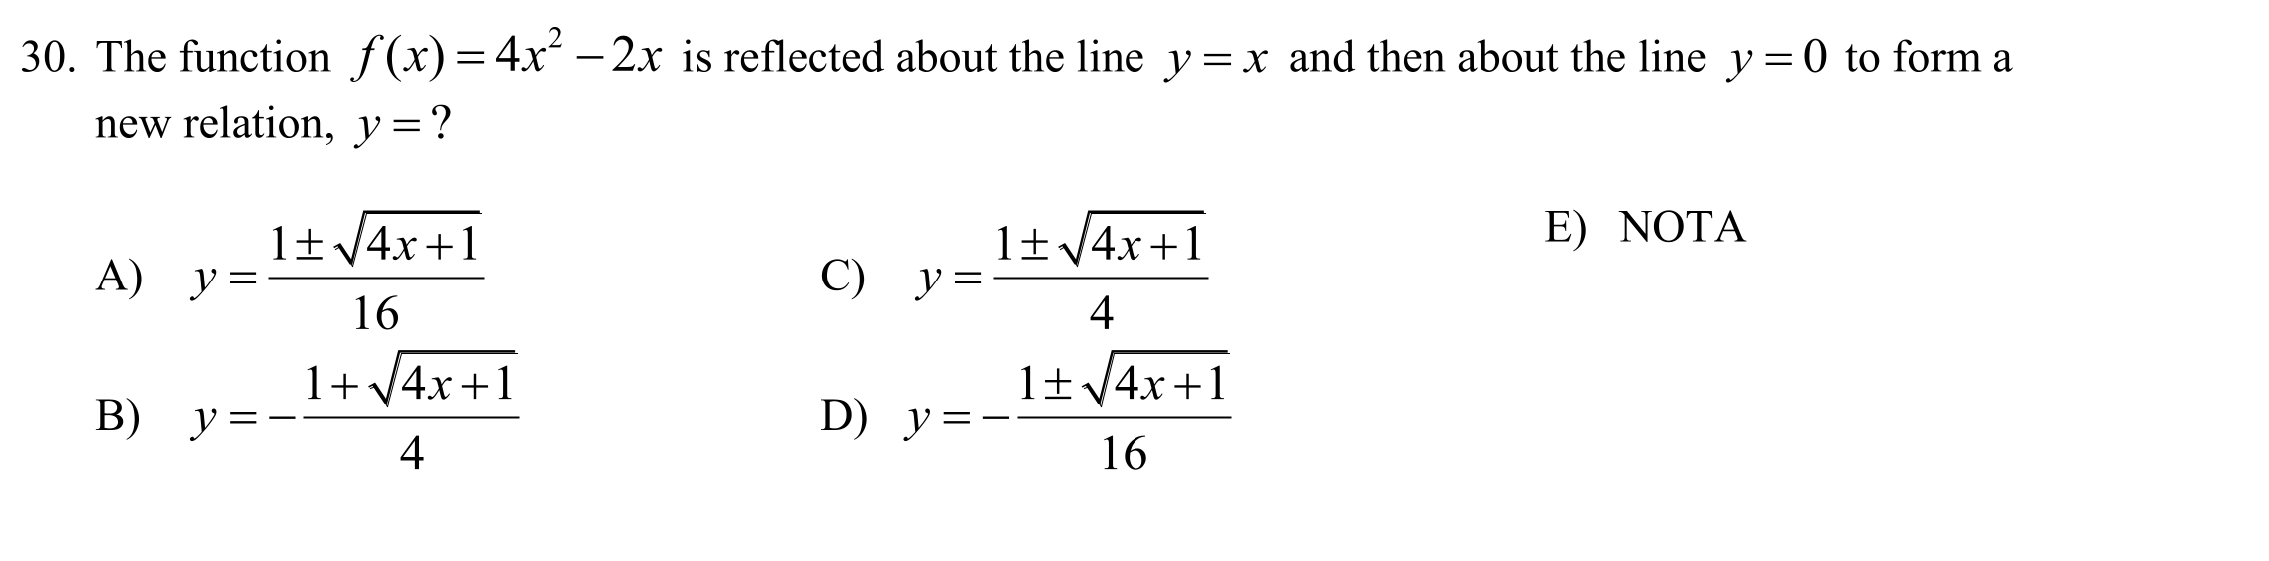 30. The function f(x) = 4x² − 2x is reflected about the line y = x and then about the line y = 0 to form a
new relation, y = ?
A) y = (1 ± √(4x + 1)) / 16
B) y = −(1 + √(4x + 1)) / 4
C) y = (1 ± √(4x + 1)) / 4
D) y = −(1 ± √(4x + 1)) / 16
E) NOTA